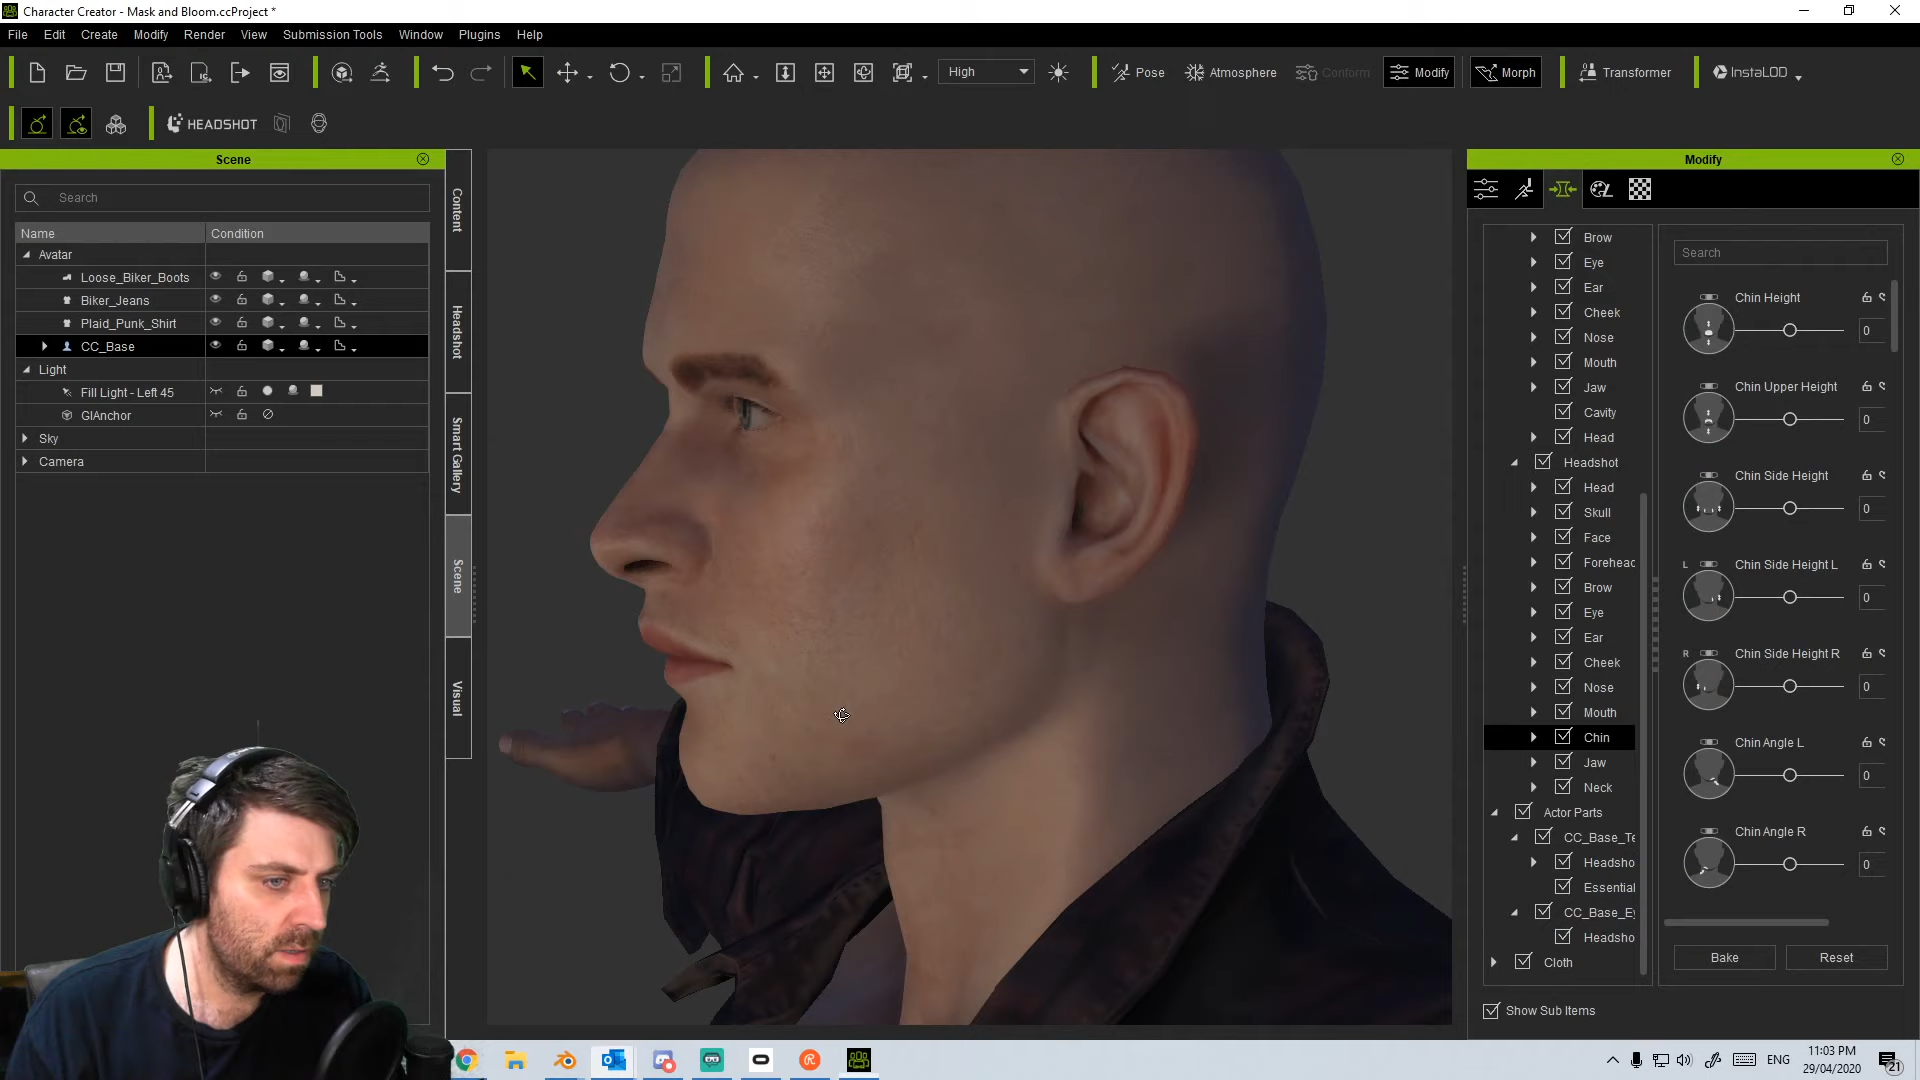 Character Creator - Mask and Bloom.ccProject *
File Edit Create Modify Render View Submission Tools Window Plugins Help
High Pose Atmosphere Conform Modify Morph Transformer InstaLOD
HEADSHOT
Scene
Search
Name Condition
Avatar
Loose_Biker_Boots
Biker_Jeans
Plaid_Punk_Shirt
CC_Base
Light
Fill Light - Left 45
GIAnchor
Sky
Camera
Content
Headshot
Smart Gallery
Scene
Visual
Modify
Brow
Eye
Ear
Cheek
Nose
Mouth
Jaw
Cavity
Head
Headshot
Head
Skull
Face
Forehead
Brow
Eye
Ear
Cheek
Nose
Mouth
Chin
Jaw
Neck
Actor Parts
CC_Base_Te
Headsho
Essential
CC_Base_Ey
Headsho
Cloth
Search
Chin Height
0
Chin Upper Height
0
Chin Side Height
0
L Chin Side Height L
0
R Chin Side Height R
0
Chin Angle L
0
Chin Angle R
0
Bake Reset
Show Sub Items
ENG
11:03 PM
29/04/2020
21